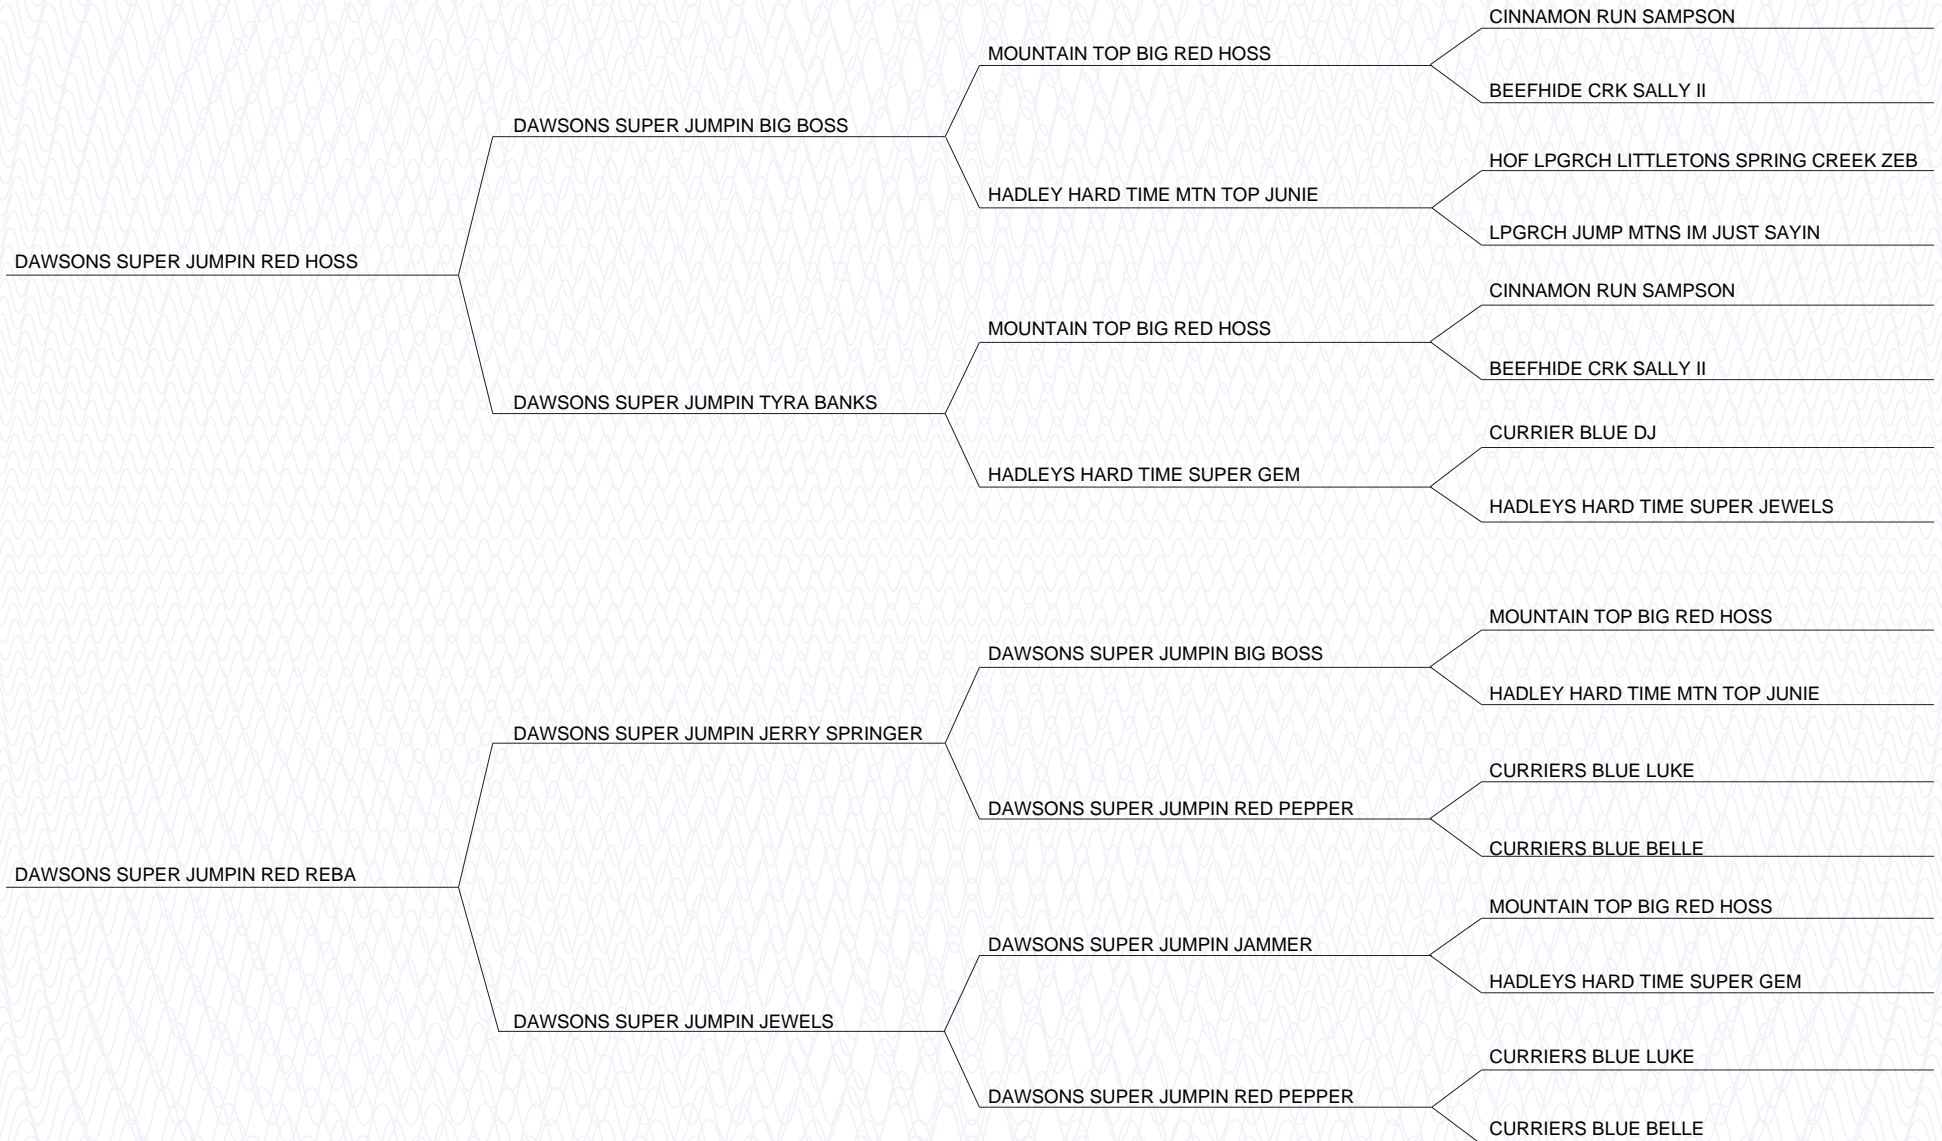 CINNAMON RUN SAMPSON
MOUNTAIN TOP BIG RED HOSS
BEEFHIDE CRK SALLY II
DAWSONS SUPER JUMPIN BIG BOSS
HOF LPGRCH LITTLETONS SPRING CREEK ZEB
HADLEY HARD TIME MTN TOP JUNIE
LPGRCH JUMP MTNS IM JUST SAYIN
DAWSONS SUPER JUMPIN RED HOSS
CINNAMON RUN SAMPSON
MOUNTAIN TOP BIG RED HOSS
BEEFHIDE CRK SALLY II
DAWSONS SUPER JUMPIN TYRA BANKS
CURRIER BLUE DJ
HADLEYS HARD TIME SUPER GEM
HADLEYS HARD TIME SUPER JEWELS
MOUNTAIN TOP BIG RED HOSS
DAWSONS SUPER JUMPIN BIG BOSS
HADLEY HARD TIME MTN TOP JUNIE
DAWSONS SUPER JUMPIN JERRY SPRINGER
CURRIERS BLUE LUKE
DAWSONS SUPER JUMPIN RED PEPPER
CURRIERS BLUE BELLE
DAWSONS SUPER JUMPIN RED REBA
MOUNTAIN TOP BIG RED HOSS
DAWSONS SUPER JUMPIN JAMMER
HADLEYS HARD TIME SUPER GEM
DAWSONS SUPER JUMPIN JEWELS
CURRIERS BLUE LUKE
DAWSONS SUPER JUMPIN RED PEPPER
CURRIERS BLUE BELLE